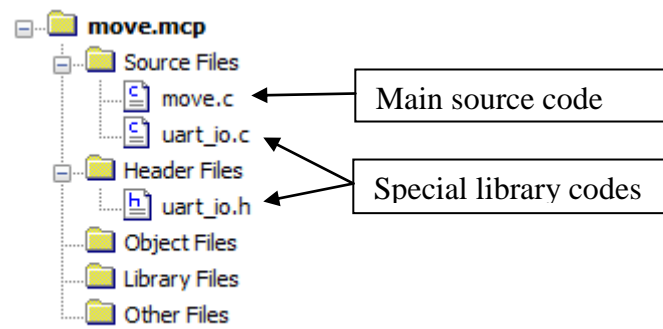 move.mcp
Source Files
move.c
Main source code
uart_io.c
Header Files
Special library codes
uart_io.h
Object Files
Library Files
Other Files